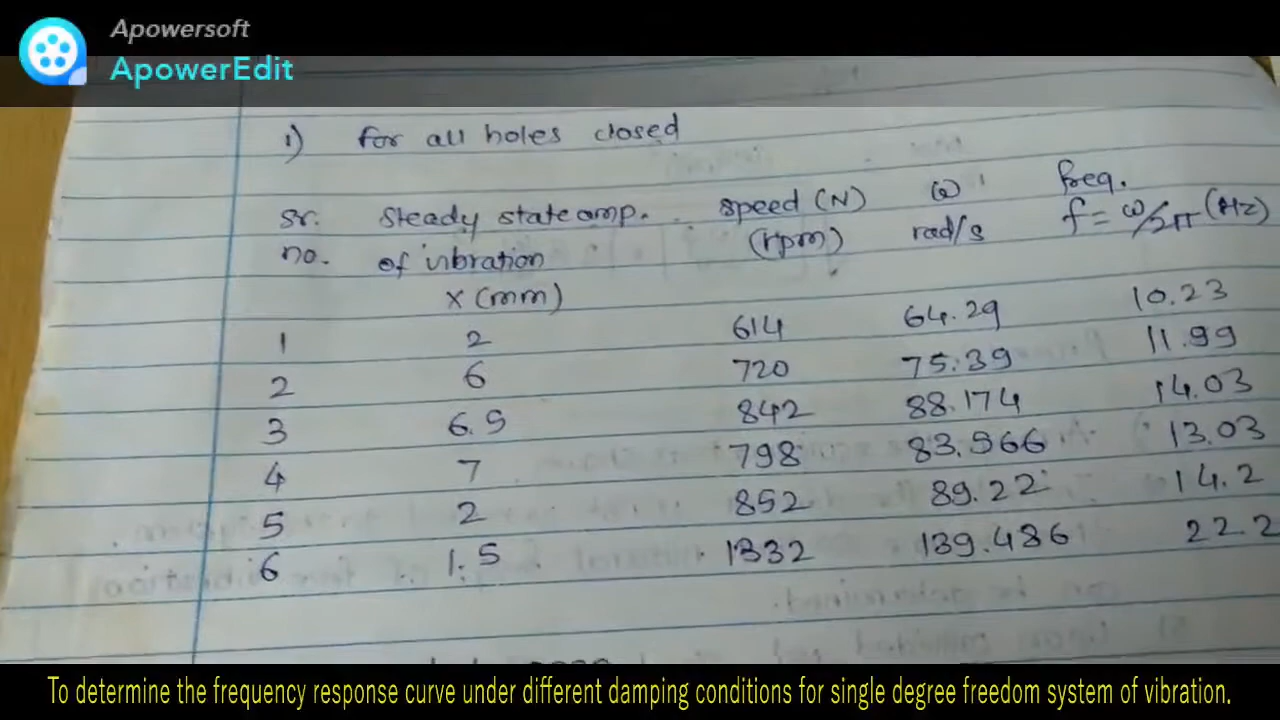 Apowersoft
ApowerEdit
1) for all holes closed
sr. no. steady state amp. of vibration x (mm) speed (N) (rpm) ω rad/s freq. f = ω/2π (Hz)
1 2 614 64.29 10.23
2 6 720 75.39 11.99
3 6.5 842 88.174 14.03
4 7 798 83.566 13.03
5 2 852 89.22 14.2
6 1.5 1332 139.486 22.2
To determine the frequency response curve under different damping conditions for single degree freedom system of vibration.